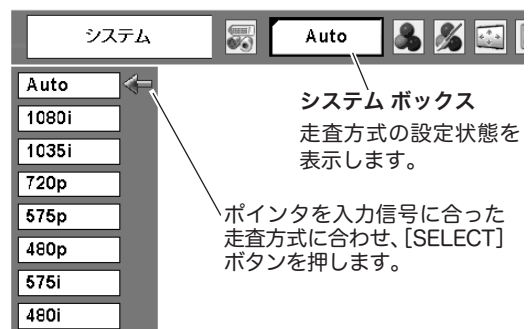 システム
Auto
Auto
1080i
1035i
720p
575p
480p
575i
480i
システム ボックス
走査方式の設定状態を
表示します。
ポインタを入力信号に合った
走査方式に合わせ、［SELECT］
ボタンを押します。